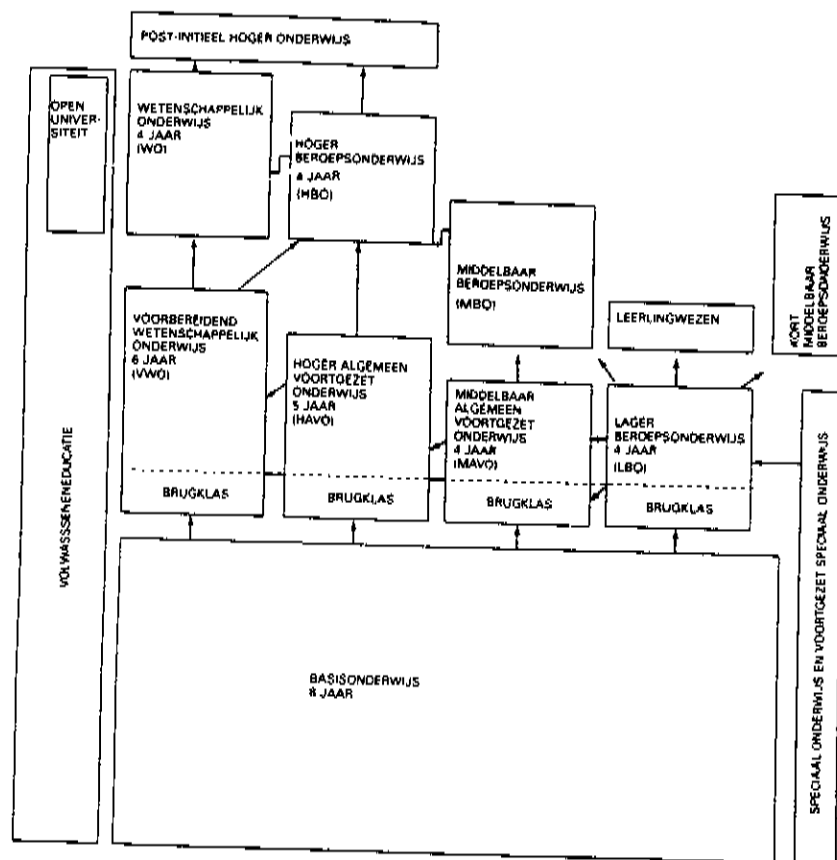 POST-INITIEEL HOGER ONDERWIJS
OPEN
UNIVER-
SITEIT
WETENSCHAPPELIJK
ONDERWIJS
4 JAAR
(WO)
HOGER
BEROEPSONDERWIJS
4 JAAR
(HBO)
MIDDELBAAR
BEROEPSONDERWIJS
(MBO)
LEERLINGWEZEN
KORT
MIDDELBAAR
BEROEPSONDERWIJS
VOORBEREIDEND
WETENSCHAPPELIJK
ONDERWIJS
6 JAAR
(VWO)
HOGER ALGEMEEN
VOORTGEZET
ONDERWIJS
5 JAAR
(HAVO)
MIDDELBAAR
ALGEMEEN
VOORTGEZET
ONDERWIJS
4 JAAR
(MAVO)
LAGER
BEROEPSONDERWIJS
4 JAAR
(LBO)
BRUGKLAS
BRUGKLAS
BRUGKLAS
BRUGKLAS
VOLWASSSENENEDUCATIE
BASISONDERWIJS
8 JAAR
SPECIAAL ONDERWIJS EN VOORTGEZET SPECIAAL ONDERWIJS